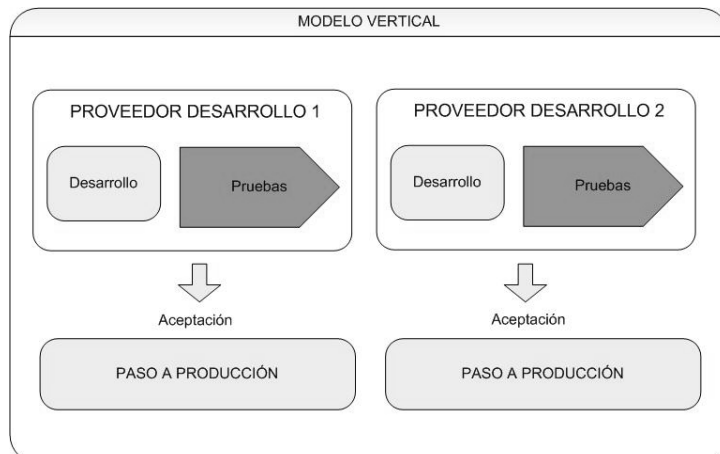 MODELO VERTICAL
PROVEEDOR DESARROLLO 1
Desarrollo
Pruebas
Aceptación
PASO A PRODUCCIÓN
PROVEEDOR DESARROLLO 2
Desarrollo
Pruebas
Aceptación
PASO A PRODUCCIÓN